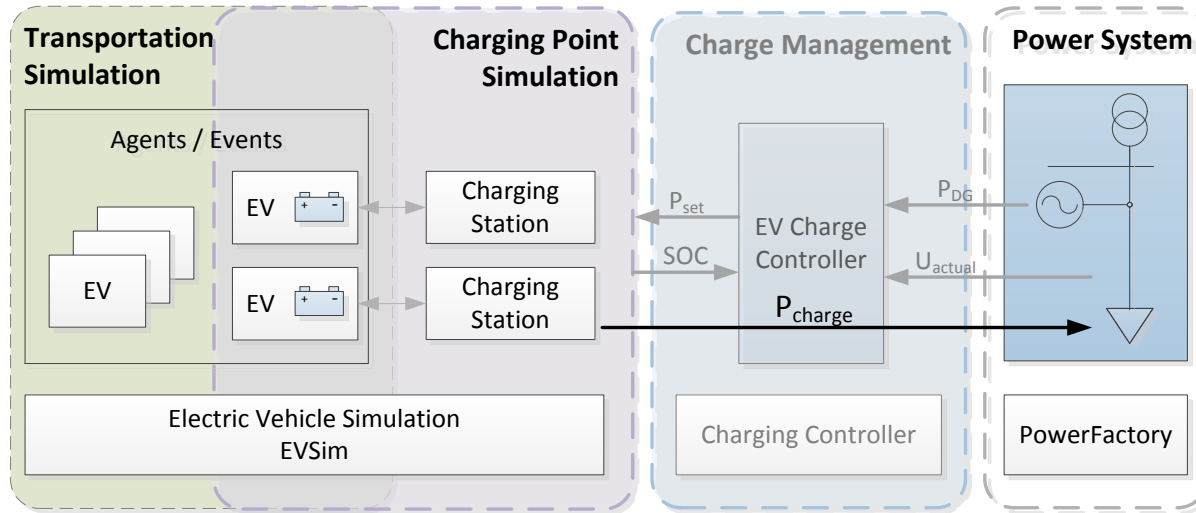 Transportation
Simulation
Charging Point
Simulation
Charge Management
Power System
Agents / Events
EV
+ -
Charging
Station
EV
EV
+ -
Charging
Station
P_set
SOC
EV Charge
Controller
P_charge
P_DG
U_actual
Electric Vehicle Simulation
EVSim
Charging Controller
PowerFactory